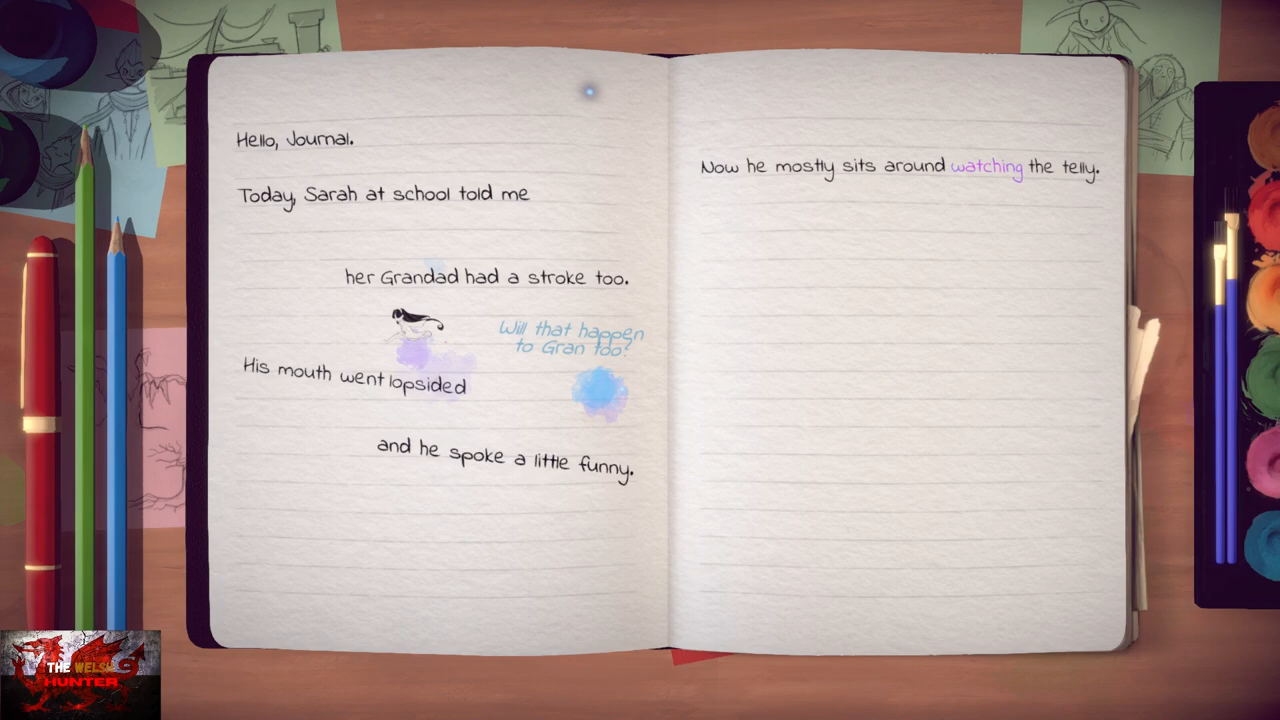 Hello, Journal.
Today, Sarah at school told me
her Grandad had a stroke too.
Will that happen
to Gran too?
His mouth went lopsided
and he spoke a little funny.
Now he mostly sits around watching the telly.
THE WELSH
HUNTER